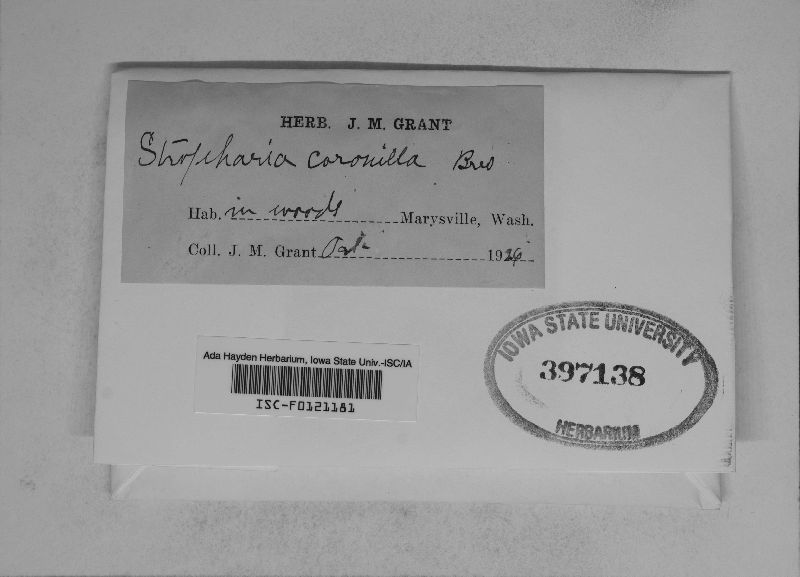 HERB. J. M. GRANT
Stropharia coronilla Bres
Hab. in woods Marysville, Wash.
Coll. J. M. Grant Oct. 1926
Ada Hayden Herbarium, Iowa State Univ.-ISC/IA
ISC-F0121181
IOWA STATE UNIVERSITY
397138
HERBARIUM